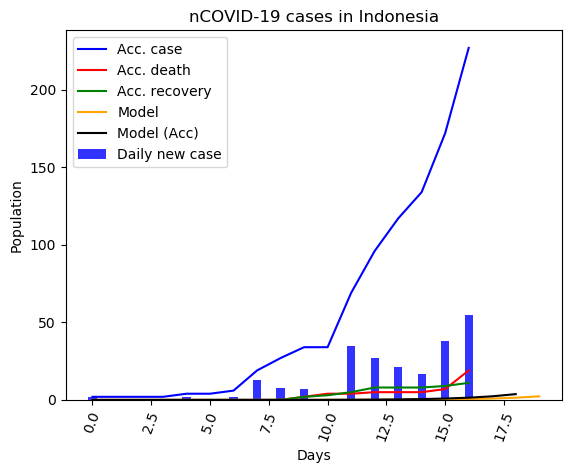 nCOVID-19 cases in Indonesia
Acc. case
Acc. death
Acc. recovery
Model
Model (Acc)
Daily new case
Population
200
150
100
50
0
0.0 2.5 5.0 7.5 10.0 12.5 15.0 17.5
Days